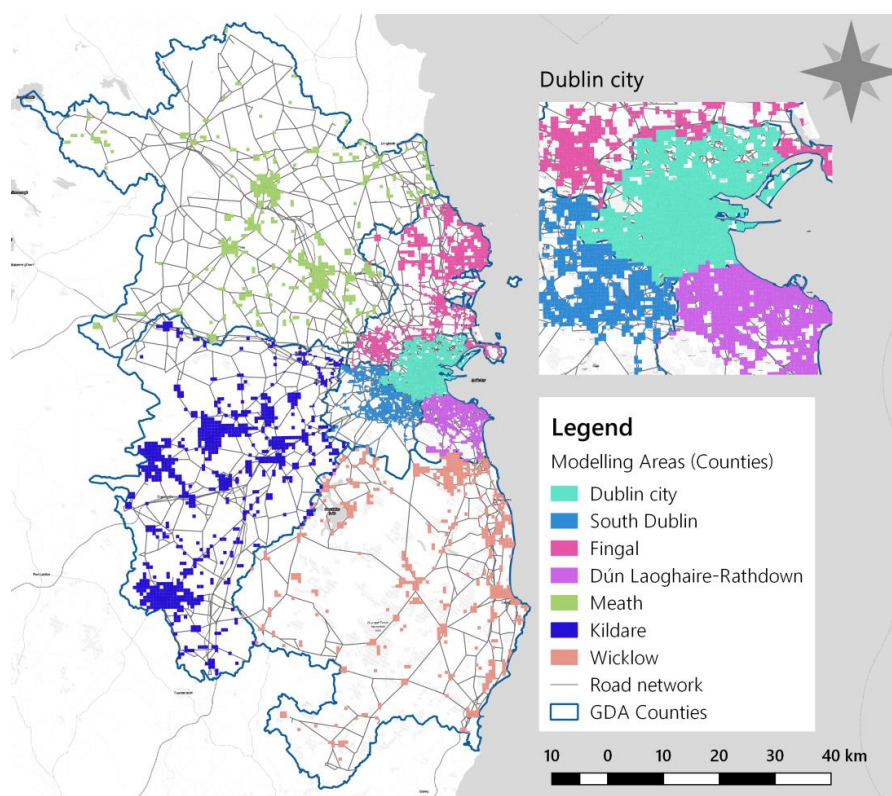 Dublin city
Legend
Modelling Areas (Counties)
Dublin city
South Dublin
Fingal
Dún Laoghaire-Rathdown
Meath
Kildare
Wicklow
Road network
GDA Counties
10 0 10 20 30 40 km